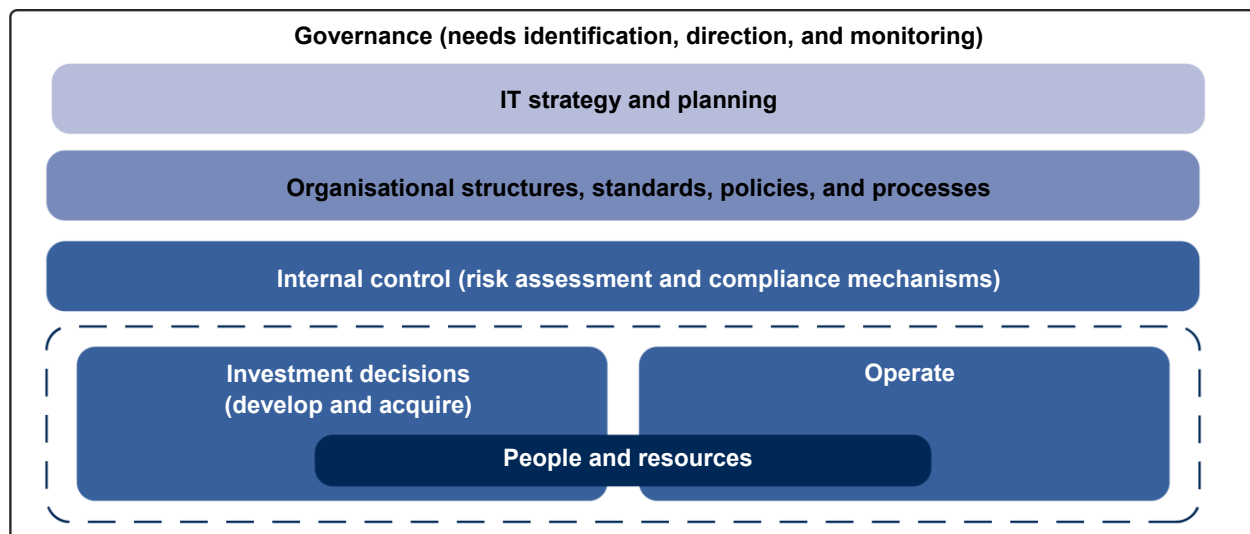 Governance (needs identification, direction, and monitoring)
IT strategy and planning
Organisational structures, standards, policies, and processes
Internal control (risk assessment and compliance mechanisms)
Investment decisions
(develop and acquire)
Operate
People and resources